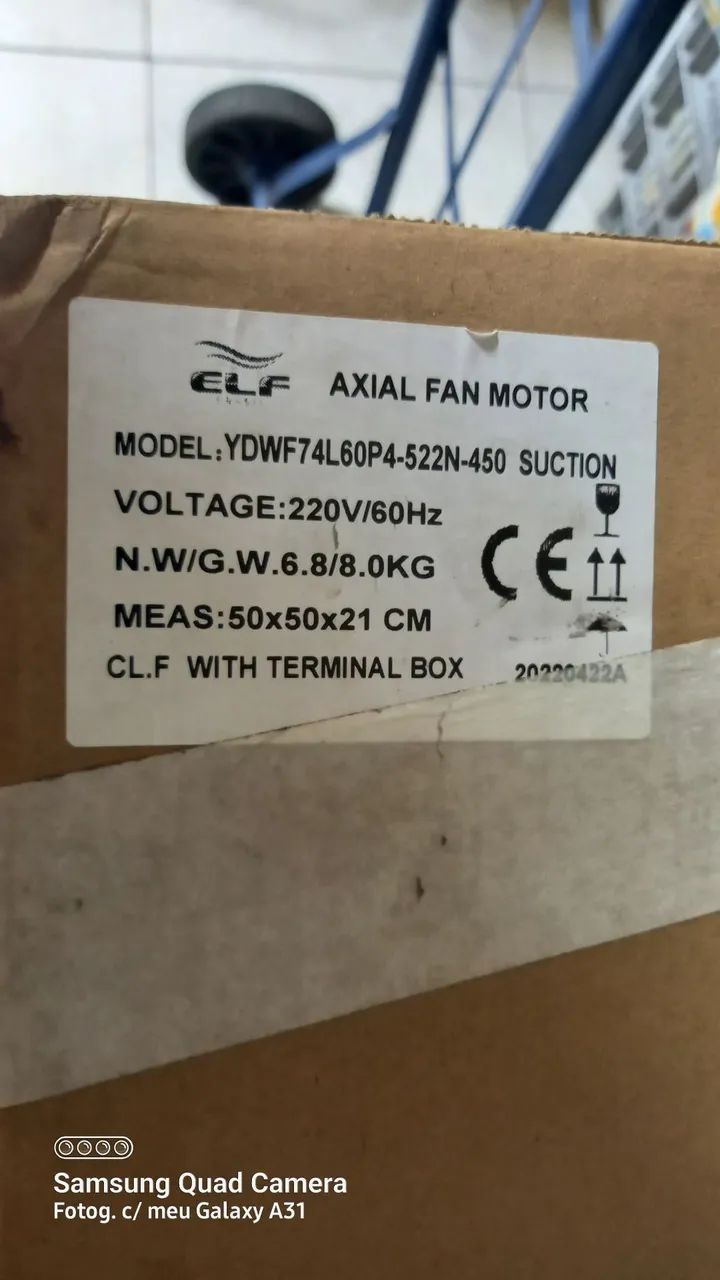 ELF AXIAL FAN MOTOR
MODEL:YDWF74L60P4-522N-450 SUCTION
VOLTAGE:220V/60Hz
N.W/G.W.6.8/8.0KG
CE
MEAS:50x50x21 CM
CL.F WITH TERMINAL BOX 20220422A
Samsung Quad Camera
Fotog. c/ meu Galaxy A31